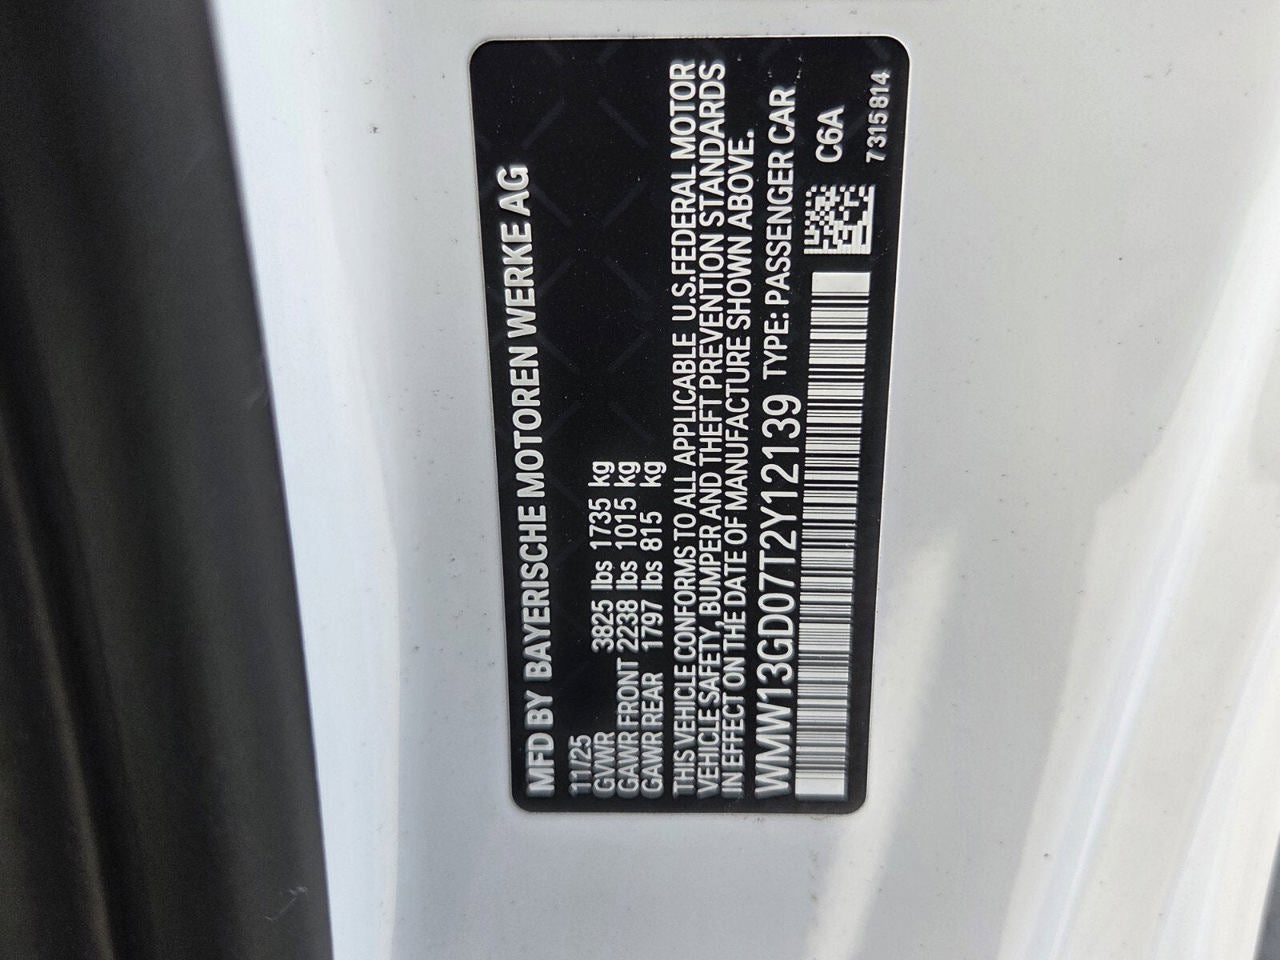 MFD BY BAYERISCHE MOTOREN WERKE AG
11/25
GVWR 3825 lbs 1735 kg
GAWR FRONT 2238 lbs 1015 kg
GAWR REAR 1797 lbs 815 kg
THIS VEHICLE CONFORMS TO ALL APPLICABLE U.S.FEDERAL MOTOR
VEHICLE SAFETY, BUMPER AND THEFT PREVENTION STANDARDS
IN EFFECT ON THE DATE OF MANUFACTURE SHOWN ABOVE.
WMW13GD07T2Y12139 TYPE: PASSENGER CAR
C6A
7315814